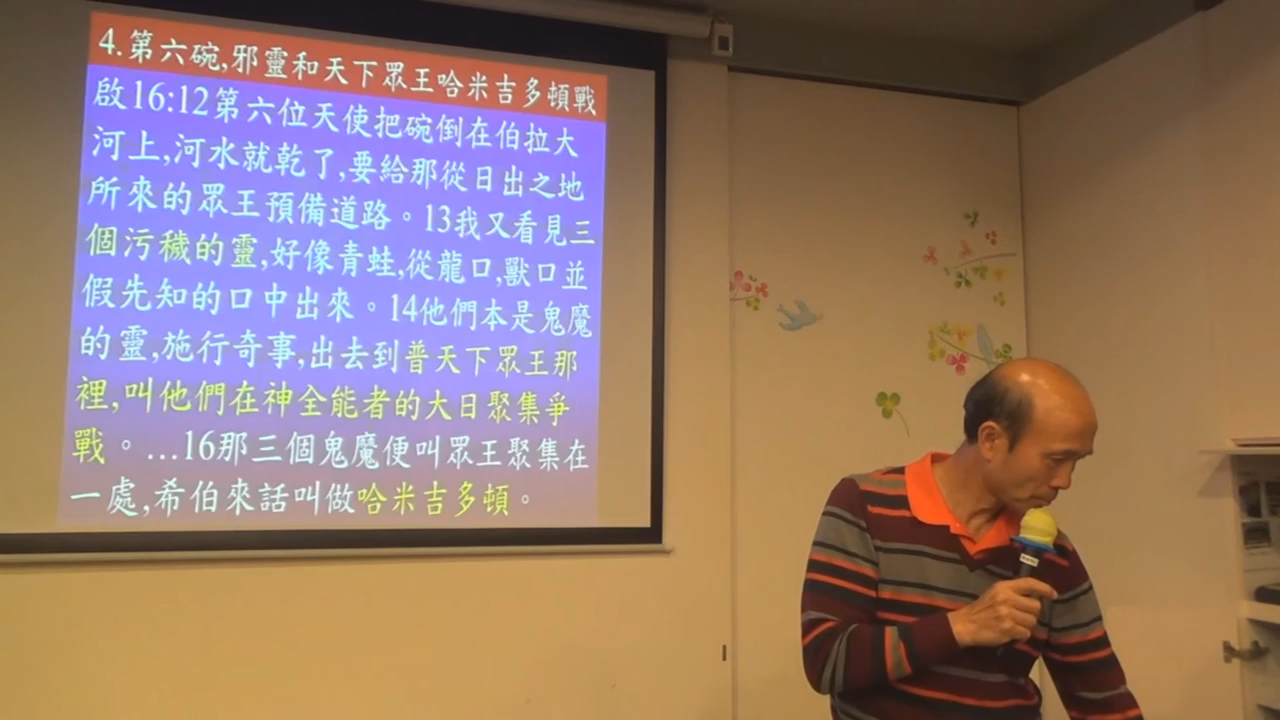 4.第六碗,邪靈和天下眾王哈米吉多頓戰
啟16:12第六位天使把碗倒在伯拉大
河上,河水就乾了,要給那從日出之地
所來的眾王預備道路。13我又看見三
個污穢的靈,好像青蛙,從龍口,獸口並
假先知的口中出來。14他們本是鬼魔
的靈,施行奇事,出去到普天下眾王那
裡,叫他們在神全能者的大日聚集爭
戰。…16那三個鬼魔便叫眾王聚集在
一處,希伯來話叫做哈米吉多頓。